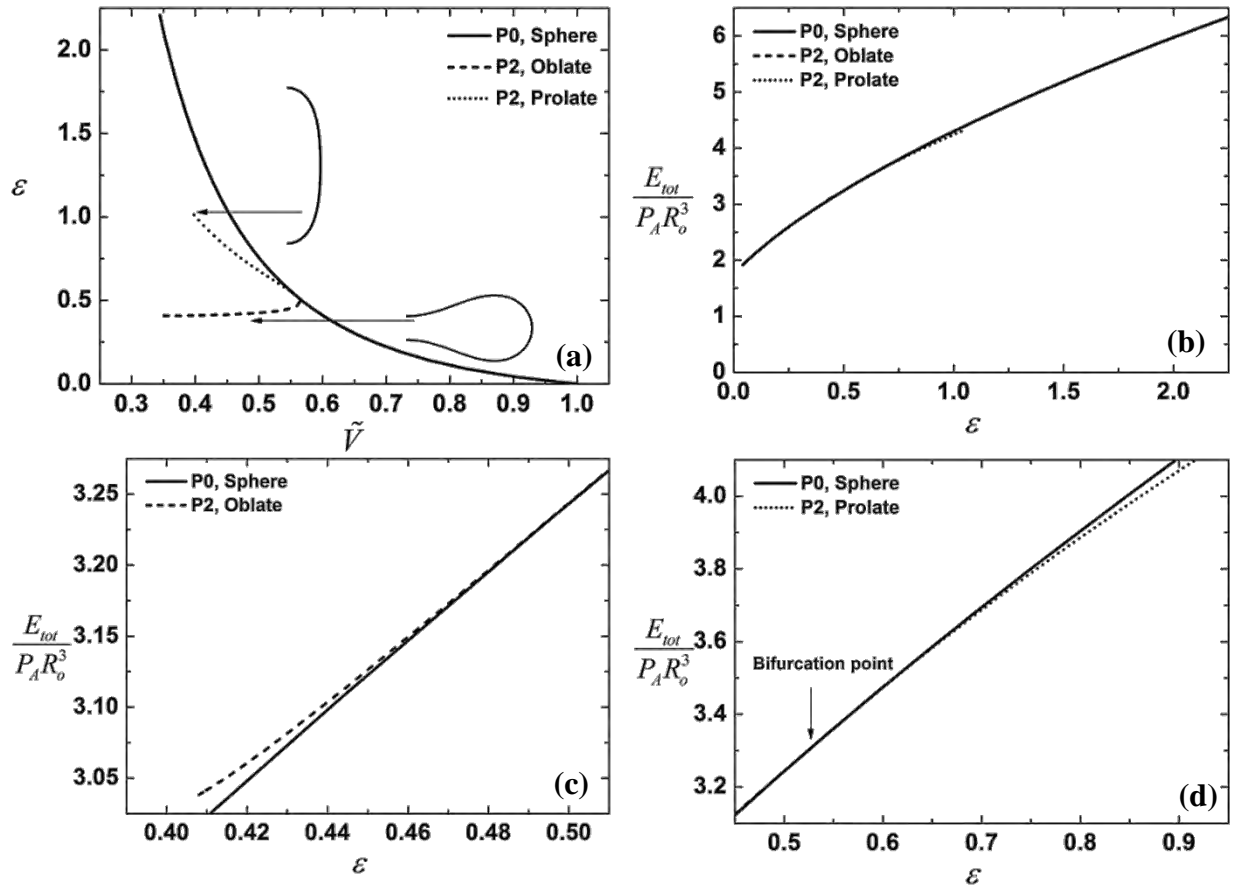 2.0
1.5
ε
1.0
0.5
0.0
0.3 0.4 0.5 0.6 0.7 0.8 0.9 1.0
Ṽ
P0, Sphere
P2, Oblate
P2, Prolate
(a)
6
5
4
3
2
1
0
E_tot
P_A R_o^3
0.0 0.5 1.0 1.5 2.0
ε
P0, Sphere
P2, Oblate
P2, Prolate
(b)
3.25
3.20
3.15
3.10
3.05
E_tot
P_A R_o^3
0.40 0.42 0.44 0.46 0.48 0.50
ε
P0, Sphere
P2, Oblate
(c)
4.0
3.8
3.6
3.4
3.2
E_tot
P_A R_o^3
0.5 0.6 0.7 0.8 0.9
ε
P0, Sphere
P2, Prolate
Bifurcation point
(d)